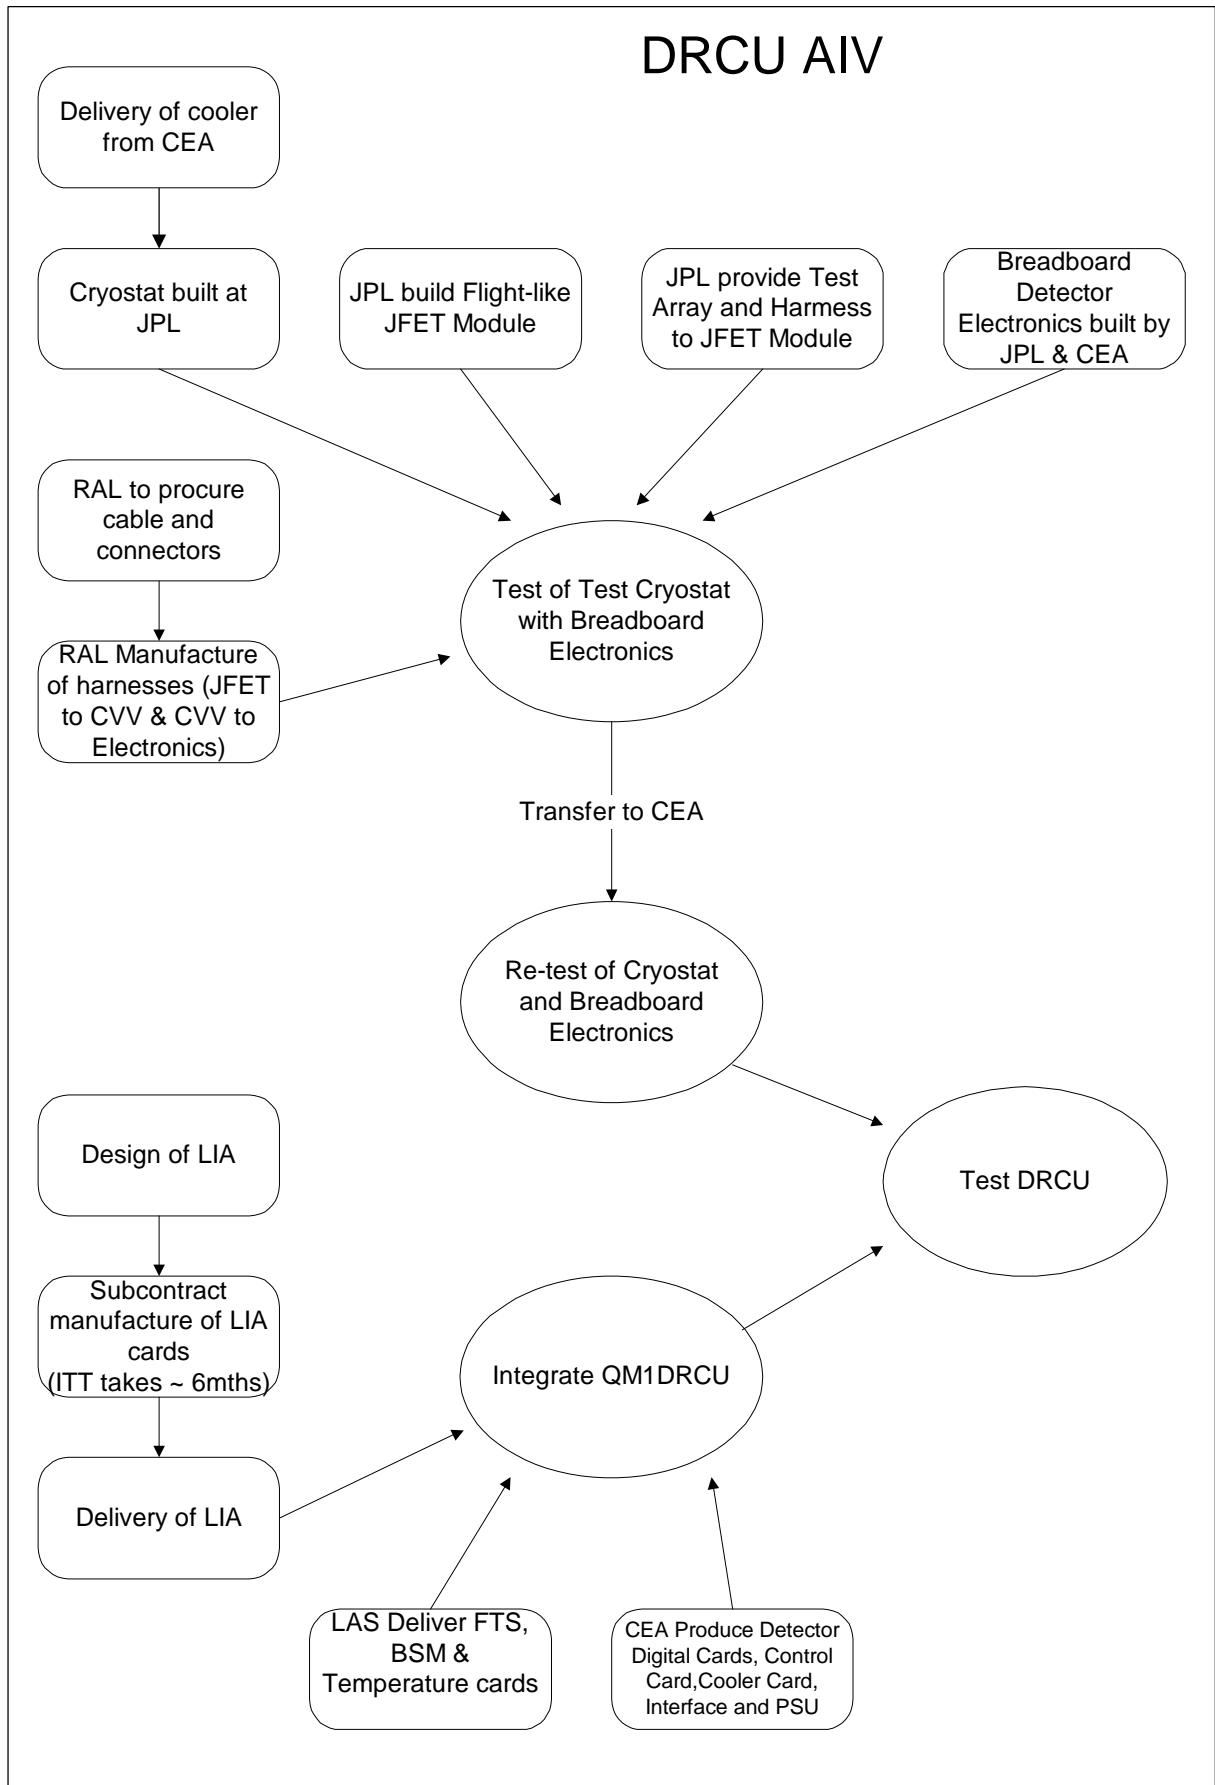 DRCU AIV
Delivery of cooler
from CEA
Cryostat built at
JPL
JPL build Flight-like
JFET Module
JPL provide Test
Array and Harmess
to JFET Module
Breadboard
Detector
Electronics built by
JPL & CEA
RAL to procure
cable and
connectors
RAL Manufacture
of harnesses (JFET
to CVV & CVV to
Electronics)
Test of Test Cryostat
with Breadboard
Electronics
Transfer to CEA
Re-test of Cryostat
and Breadboard
Electronics
Design of LIA
Test DRCU
Subcontract
manufacture of LIA
cards
(ITT takes ~ 6mths)
Integrate QM1DRCU
Delivery of LIA
LAS Deliver FTS,
BSM &
Temperature cards
CEA Produce Detector
Digital Cards, Control
Card,Cooler Card,
Interface and PSU